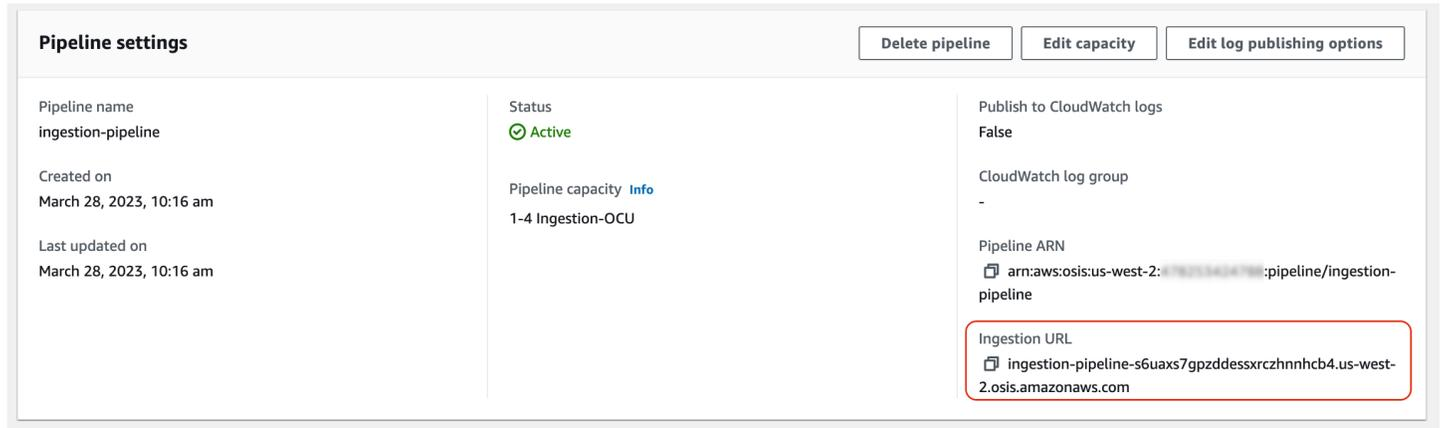 Pipeline settings
Delete pipeline
Edit capacity
Edit log publishing options
Pipeline name
ingestion-pipeline
Created on
March 28, 2023, 10:16 am
Last updated on
March 28, 2023, 10:16 am
Status
Active
Pipeline capacity Info
1-4 Ingestion-OCU
Publish to CloudWatch logs
False
CloudWatch log group
-
Pipeline ARN
arn:aws:osis:us-west-2: :pipeline/ingestion-
pipeline
Ingestion URL
ingestion-pipeline-s6uaxs7gpzddessxrczhnnhcb4.us-west-
2.osis.amazonaws.com